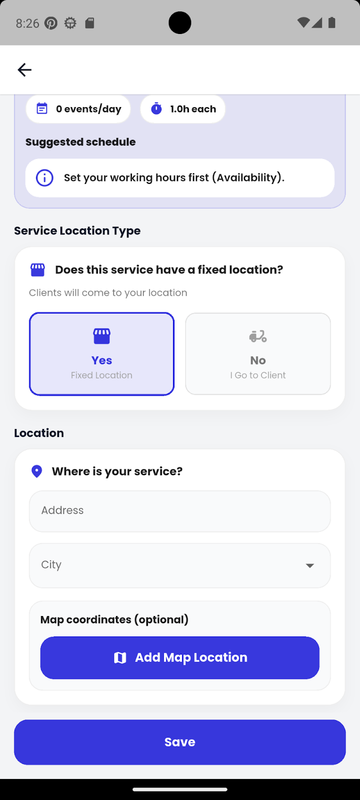 8:26
0 events/day
1.0h each
Suggested schedule
Set your working hours first (Availability).
Service Location Type
Does this service have a fixed location?
Clients will come to your location
Yes
Fixed Location
No
I Go to Client
Location
Where is your service?
Address
City
Map coordinates (optional)
Add Map Location
Save